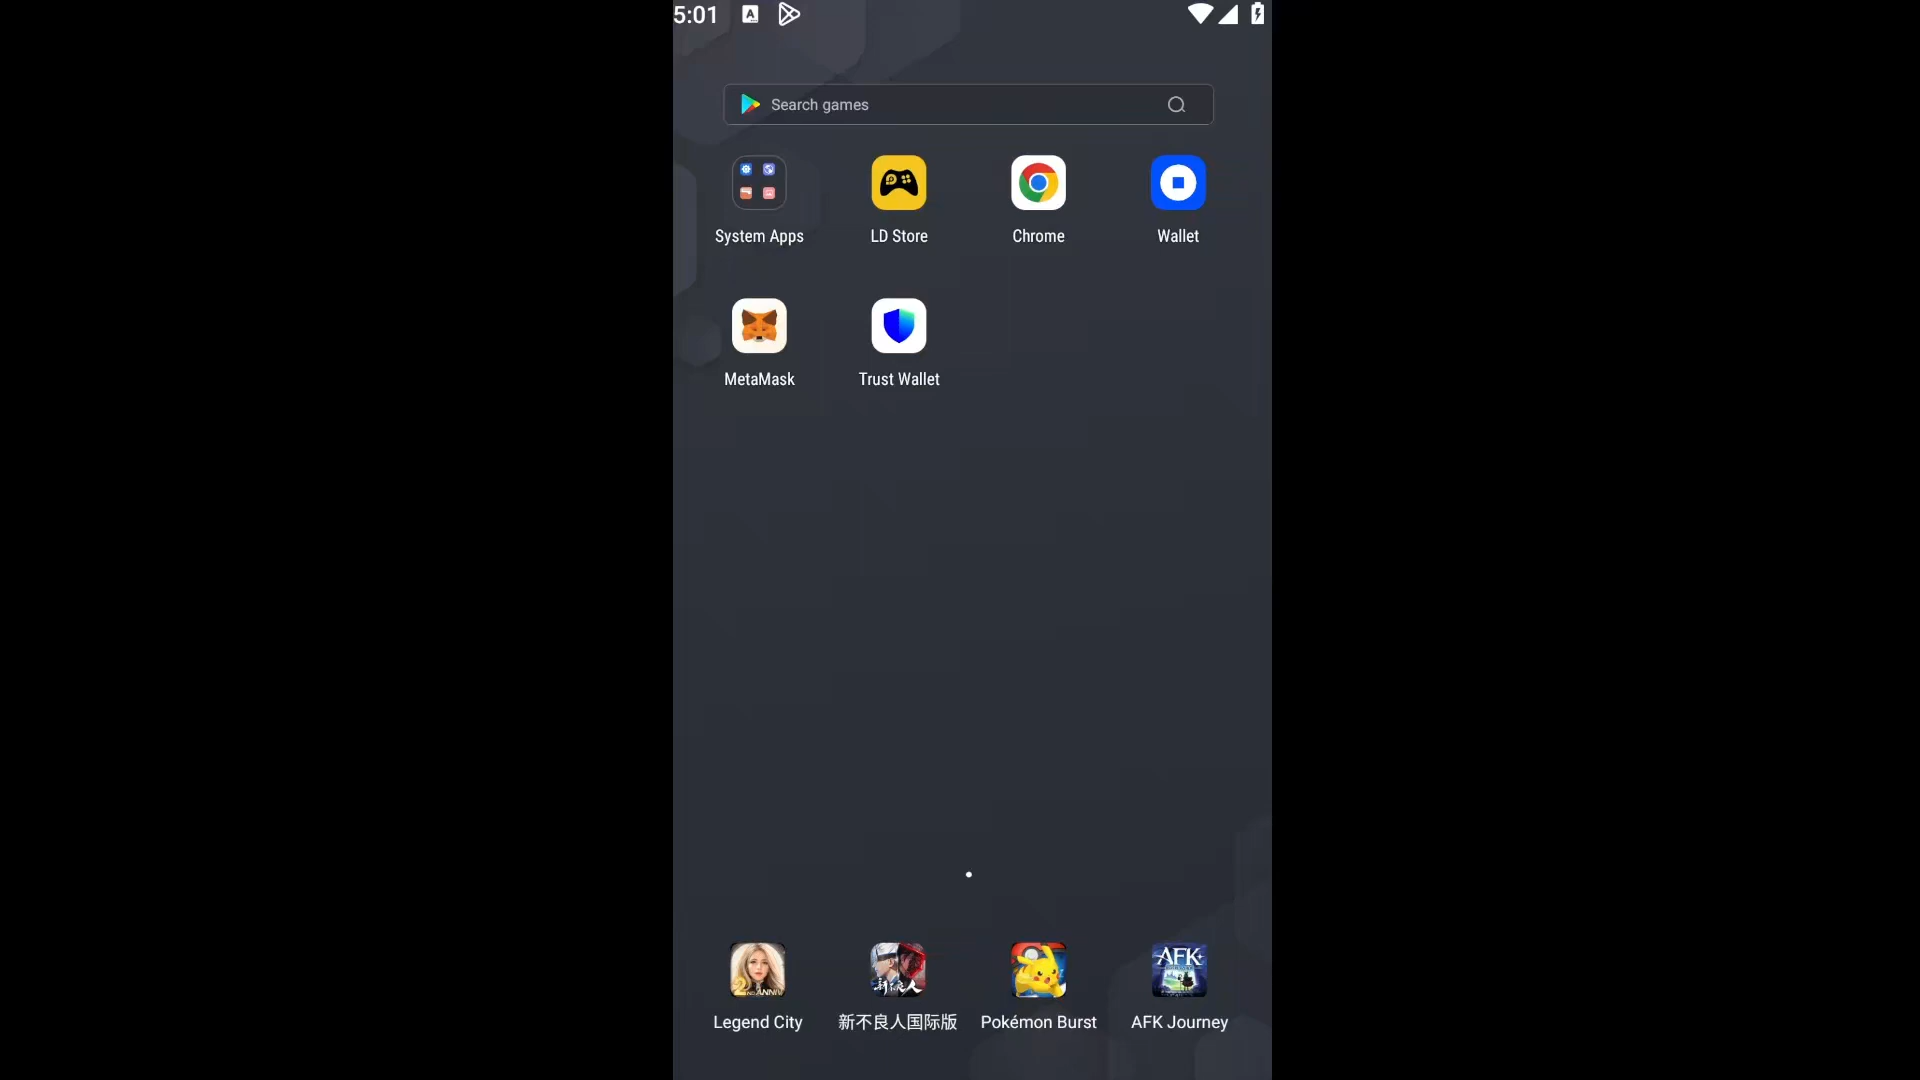 5:01
Search games
System Apps
LD Store
Chrome
Wallet
MetaMask
Trust Wallet
Legend City
新不良人国际版
Pokémon Burst
AFK Journey